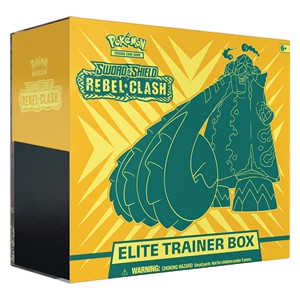 Pokémon
TRADING CARD GAME
SWORD & SHIELD
REBEL CLASH
6+
Pokémon
ELITE TRAINER BOX
WARNING: CHOKING HAZARD Small parts. Not for children under 3 years.